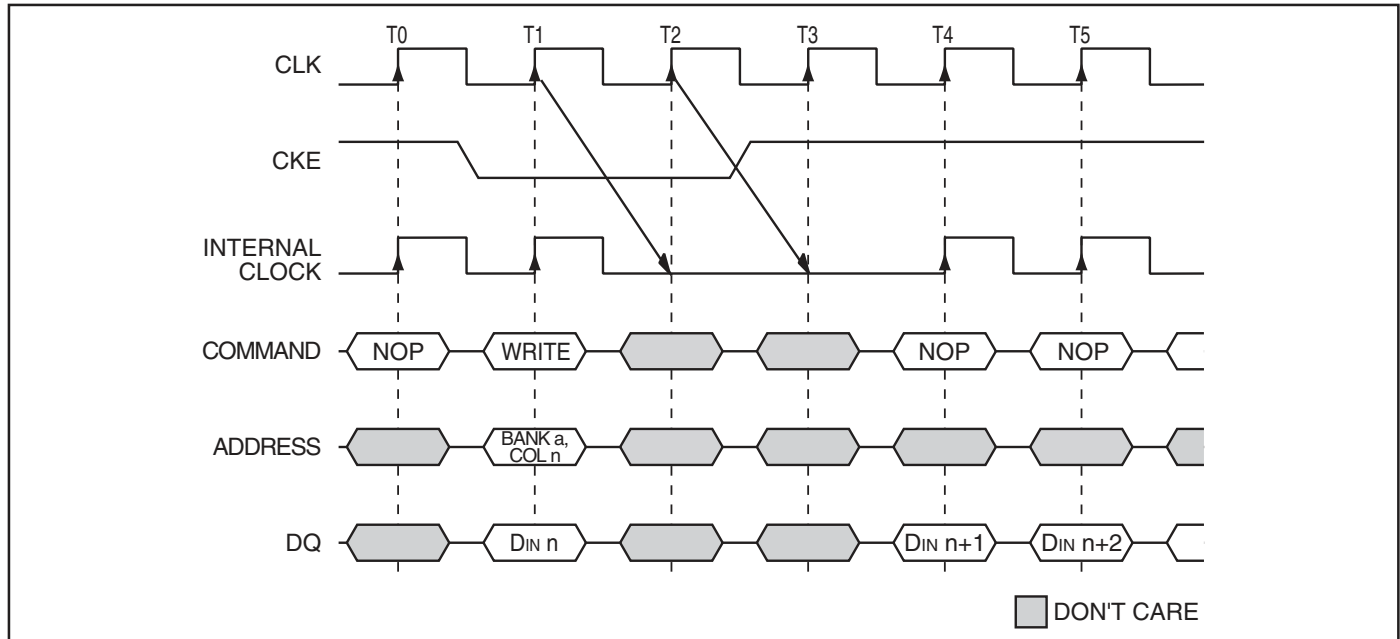 T0 T1 T2 T3 T4 T5
CLK
CKE
INTERNAL
CLOCK
COMMAND NOP WRITE NOP NOP
ADDRESS BANK a,
COL n
DQ DIN n DIN n+1 DIN n+2
DON'T CARE